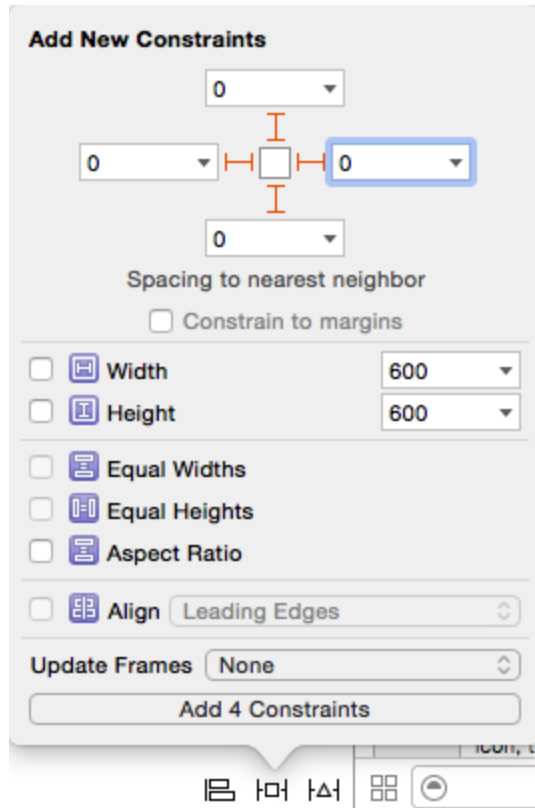 Add New Constraints
0
0 0
0
Spacing to nearest neighbor
Constrain to margins
Width 600
Height 600
Equal Widths
Equal Heights
Aspect Ratio
Align Leading Edges
Update Frames None
Add 4 Constraints
icon, t